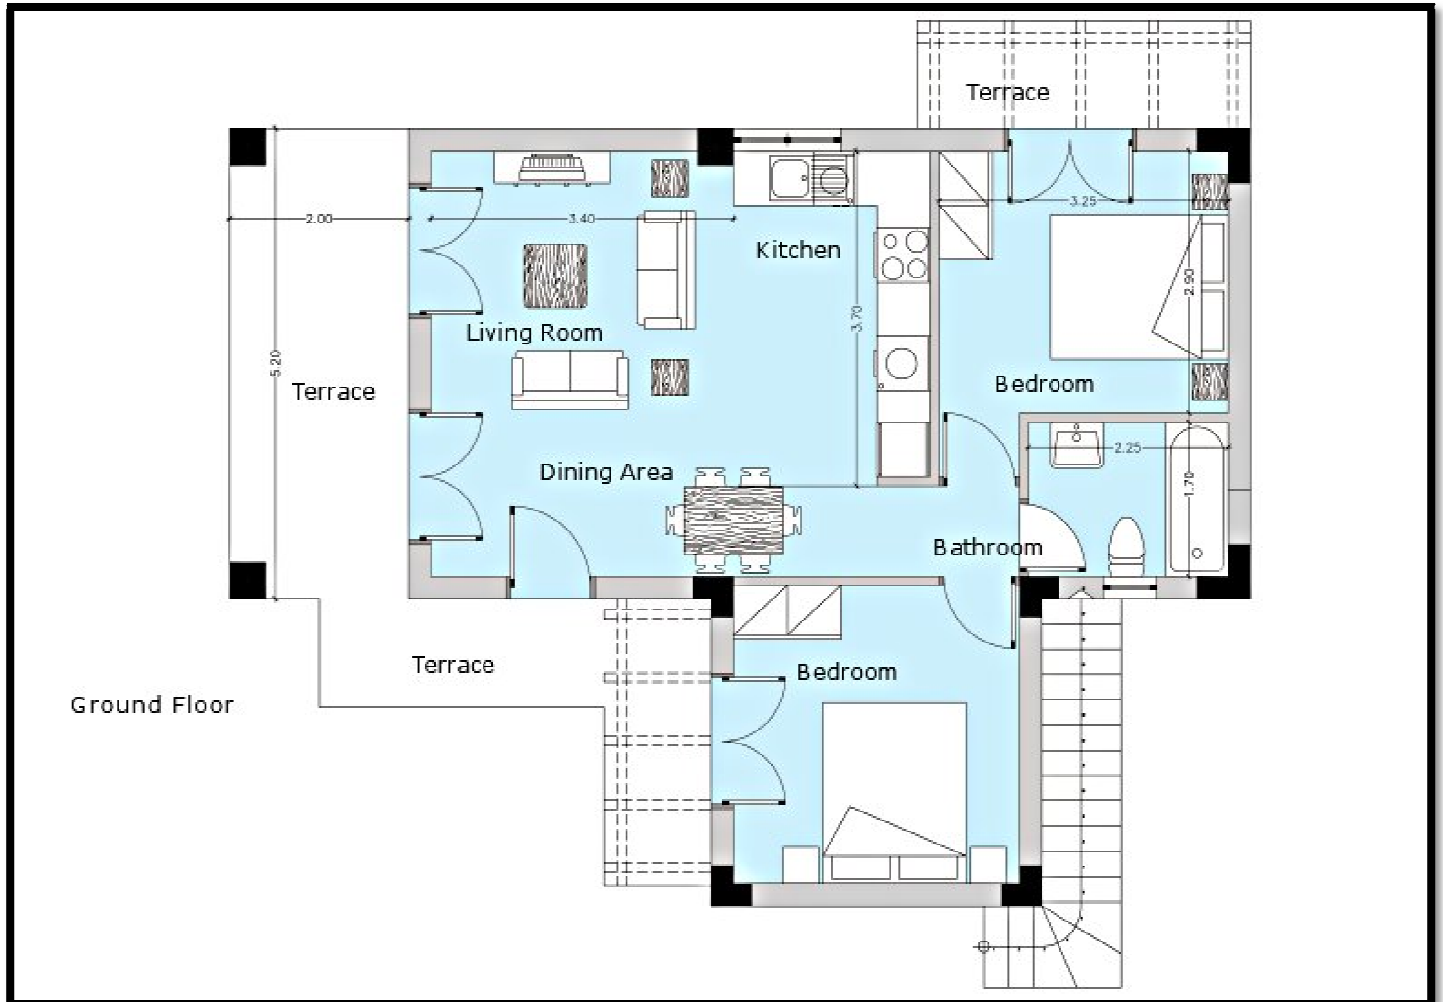 Terrace
2.00
3.40
3.25
Kitchen
2.90
3.70
Living Room
5.20
Terrace
Bedroom
2.25
Dining Area
1.70
Bathroom
Terrace
Bedroom
Ground Floor